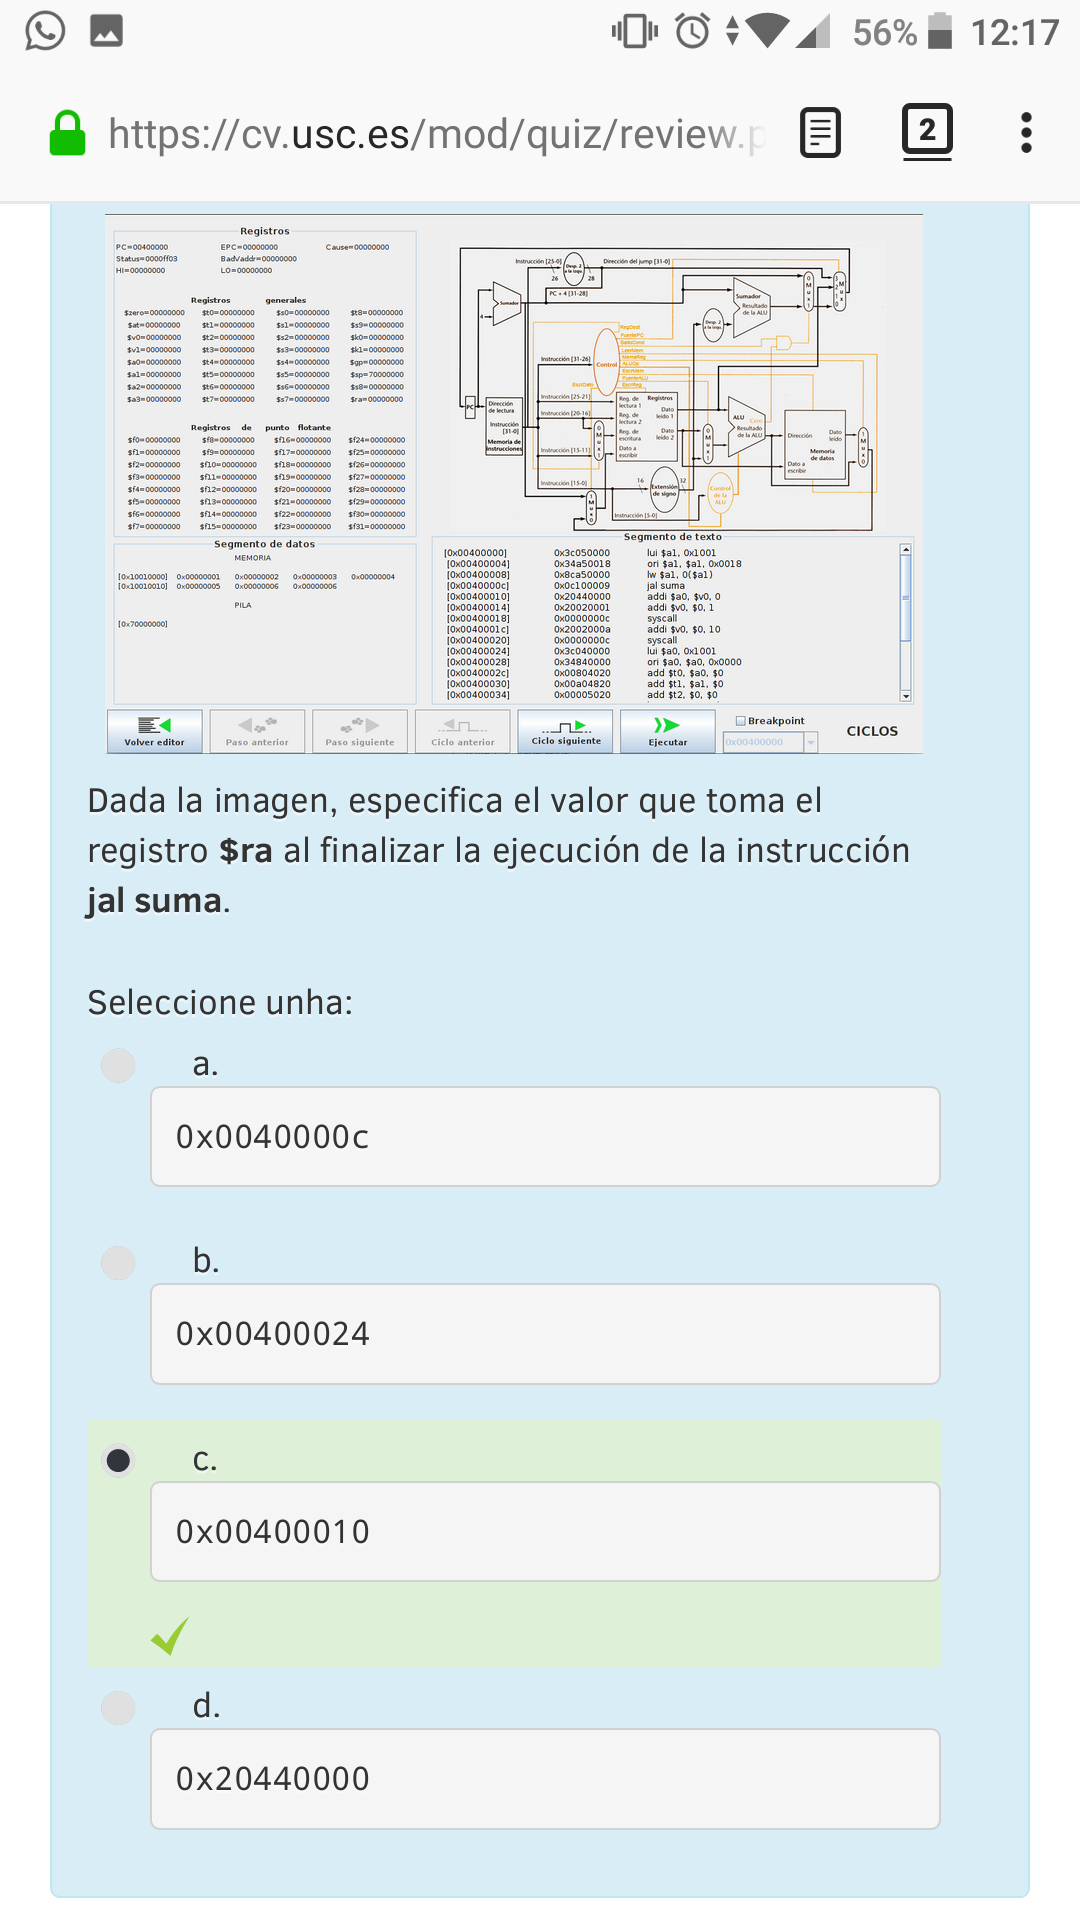 56% 12:17
https://cv.usc.es/mod/quiz/review.p
2
Registros
PC=00400000 EPC=00000000 Cause=00000000
Status=0000ff03 BadVaddr=00000000
HI=00000000 LO=00000000
Registros generales
$zero=00000000 $t0=00000000 $s0=00000000 $t8=00000000
$at=00000000 $t1=00000000 $s1=00000000 $s9=00000000
$v0=00000000 $t2=00000000 $s2=00000000 $k0=00000000
$v1=00000000 $t3=00000000 $s3=00000000 $k1=00000000
$a0=00000000 $t4=00000000 $s4=00000000 $gp=00000000
$a1=00000000 $t5=00000000 $s5=00000000 $sp=70000000
$a2=00000000 $t6=00000000 $s6=00000000 $s8=00000000
$a3=00000000 $t7=00000000 $s7=00000000 $ra=00000000
Registros de punto flotante
$f0=00000000 $f8=00000000 $f16=00000000 $f24=00000000
$f1=00000000 $f9=00000000 $f17=00000000 $f25=00000000
$f2=00000000 $f10=00000000 $f18=00000000 $f26=00000000
$f3=00000000 $f11=00000000 $f19=00000000 $f27=00000000
$f4=00000000 $f12=00000000 $f20=00000000 $f28=00000000
$f5=00000000 $f13=00000000 $f21=00000000 $f29=00000000
$f6=00000000 $f14=00000000 $f22=00000000 $f30=00000000
$f7=00000000 $f15=00000000 $f23=00000000 $f31=00000000
Instrucción [25-0] Desp. 2 a la izqu. Dirección del jump [31-0]
26 28
PC + 4 [31-28]
Sumador
4
Sumador
Resultado de la ALU
0 M u x 1
3 2 1 0 M u x
Desp. 2 a la izqu.
RegDest
FuentePC
SaltoCond
LeerMem
MemaReg
ALUOp
EscrMem
FuenteALU
EscrReg
EscrDato
Control
Instrucción [31-26]
Instrucción [25-21]
Instrucción [20-16]
Instrucción [15-11]
Instrucción [15-0]
Instrucción [5-0]
PC
Dirección de lectura
Instrucción [31-0]
Memoria de instrucciones
0 M u x 1
Reg. de lectura 1
Reg. de lectura 2
Reg. de escritura
Dato a escribir
Registros
Dato leído 1
Dato leído 2
0 M u x 1
ALU
Cero
Resultado de la ALU
Dirección
Dato leído
Memoria de datos
Dato a escribir
1 M u x 0
16 Extensión de signo 32
Control de la ALU
1 M u x 0
Segmento de datos
MEMORIA
[0x10010000] 0x00000001 0x00000002 0x00000003 0x00000004
[0x10010010] 0x00000005 0x00000006 0x00000006
PILA
[0x70000000]
Segmento de texto
[0x00400000] 0x3c050000 lui $a1, 0x1001
[0x00400004] 0x34a50018 ori $a1, $a1, 0x0018
[0x00400008] 0x8ca50000 lw $a1, 0($a1)
[0x0040000c] 0x0c100009 jal suma
[0x00400010] 0x20440000 addi $a0, $v0, 0
[0x00400014] 0x20020001 addi $v0, $0, 1
[0x00400018] 0x0000000c syscall
[0x0040001c] 0x2002000a addi $v0, $0, 10
[0x00400020] 0x0000000c syscall
[0x00400024] 0x3c040000 lui $a0, 0x1001
[0x00400028] 0x34840000 ori $a0, $a0, 0x0000
[0x0040002c] 0x00804020 add $t0, $a0, $0
[0x00400030] 0x00a04820 add $t1, $a1, $0
[0x00400034] 0x00005020 add $t2, $0, $0
Volver editor
Paso anterior
Paso siguiente
Ciclo anterior
Ciclo siguiente
Ejecutar
Breakpoint
0x00400000
CICLOS
Dada la imagen, especifica el valor que toma el
registro $ra al finalizar la ejecución de la instrucción
jal suma.
Seleccione unha:
a.
0x0040000c
b.
0x00400024
c.
0x00400010
d.
0x20440000